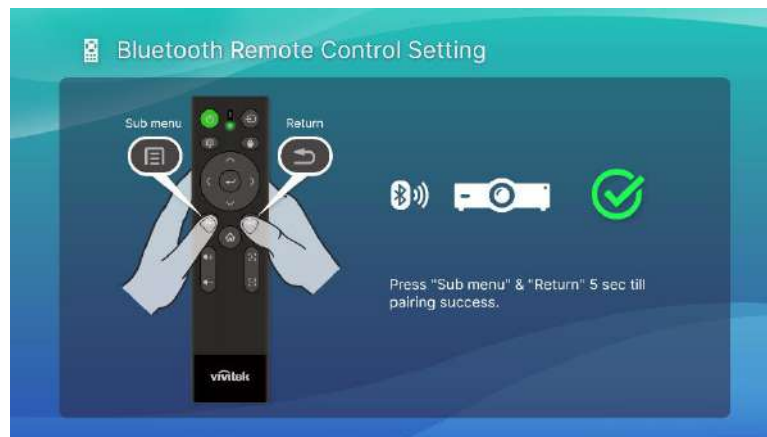 Bluetooth Remote Control Setting
Sub menu
Return
Press "Sub menu" & "Return" 5 sec till
pairing success.
vivitek